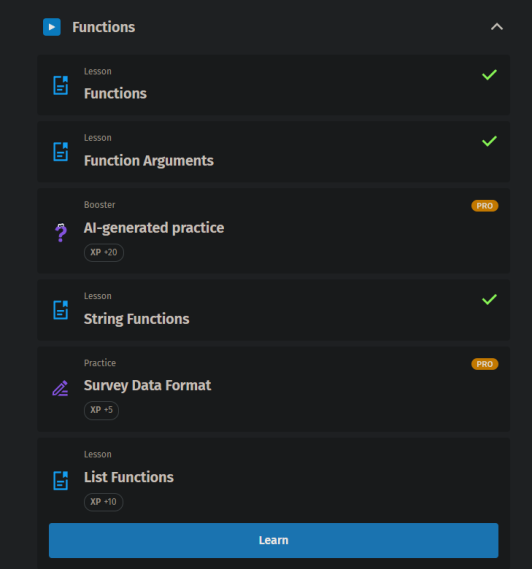 Functions
Lesson
Functions
Lesson
Function Arguments
Booster
PRO
AI-generated practice
XP +20
Lesson
String Functions
Practice
PRO
Survey Data Format
XP +5
Lesson
List Functions
XP +10
Learn